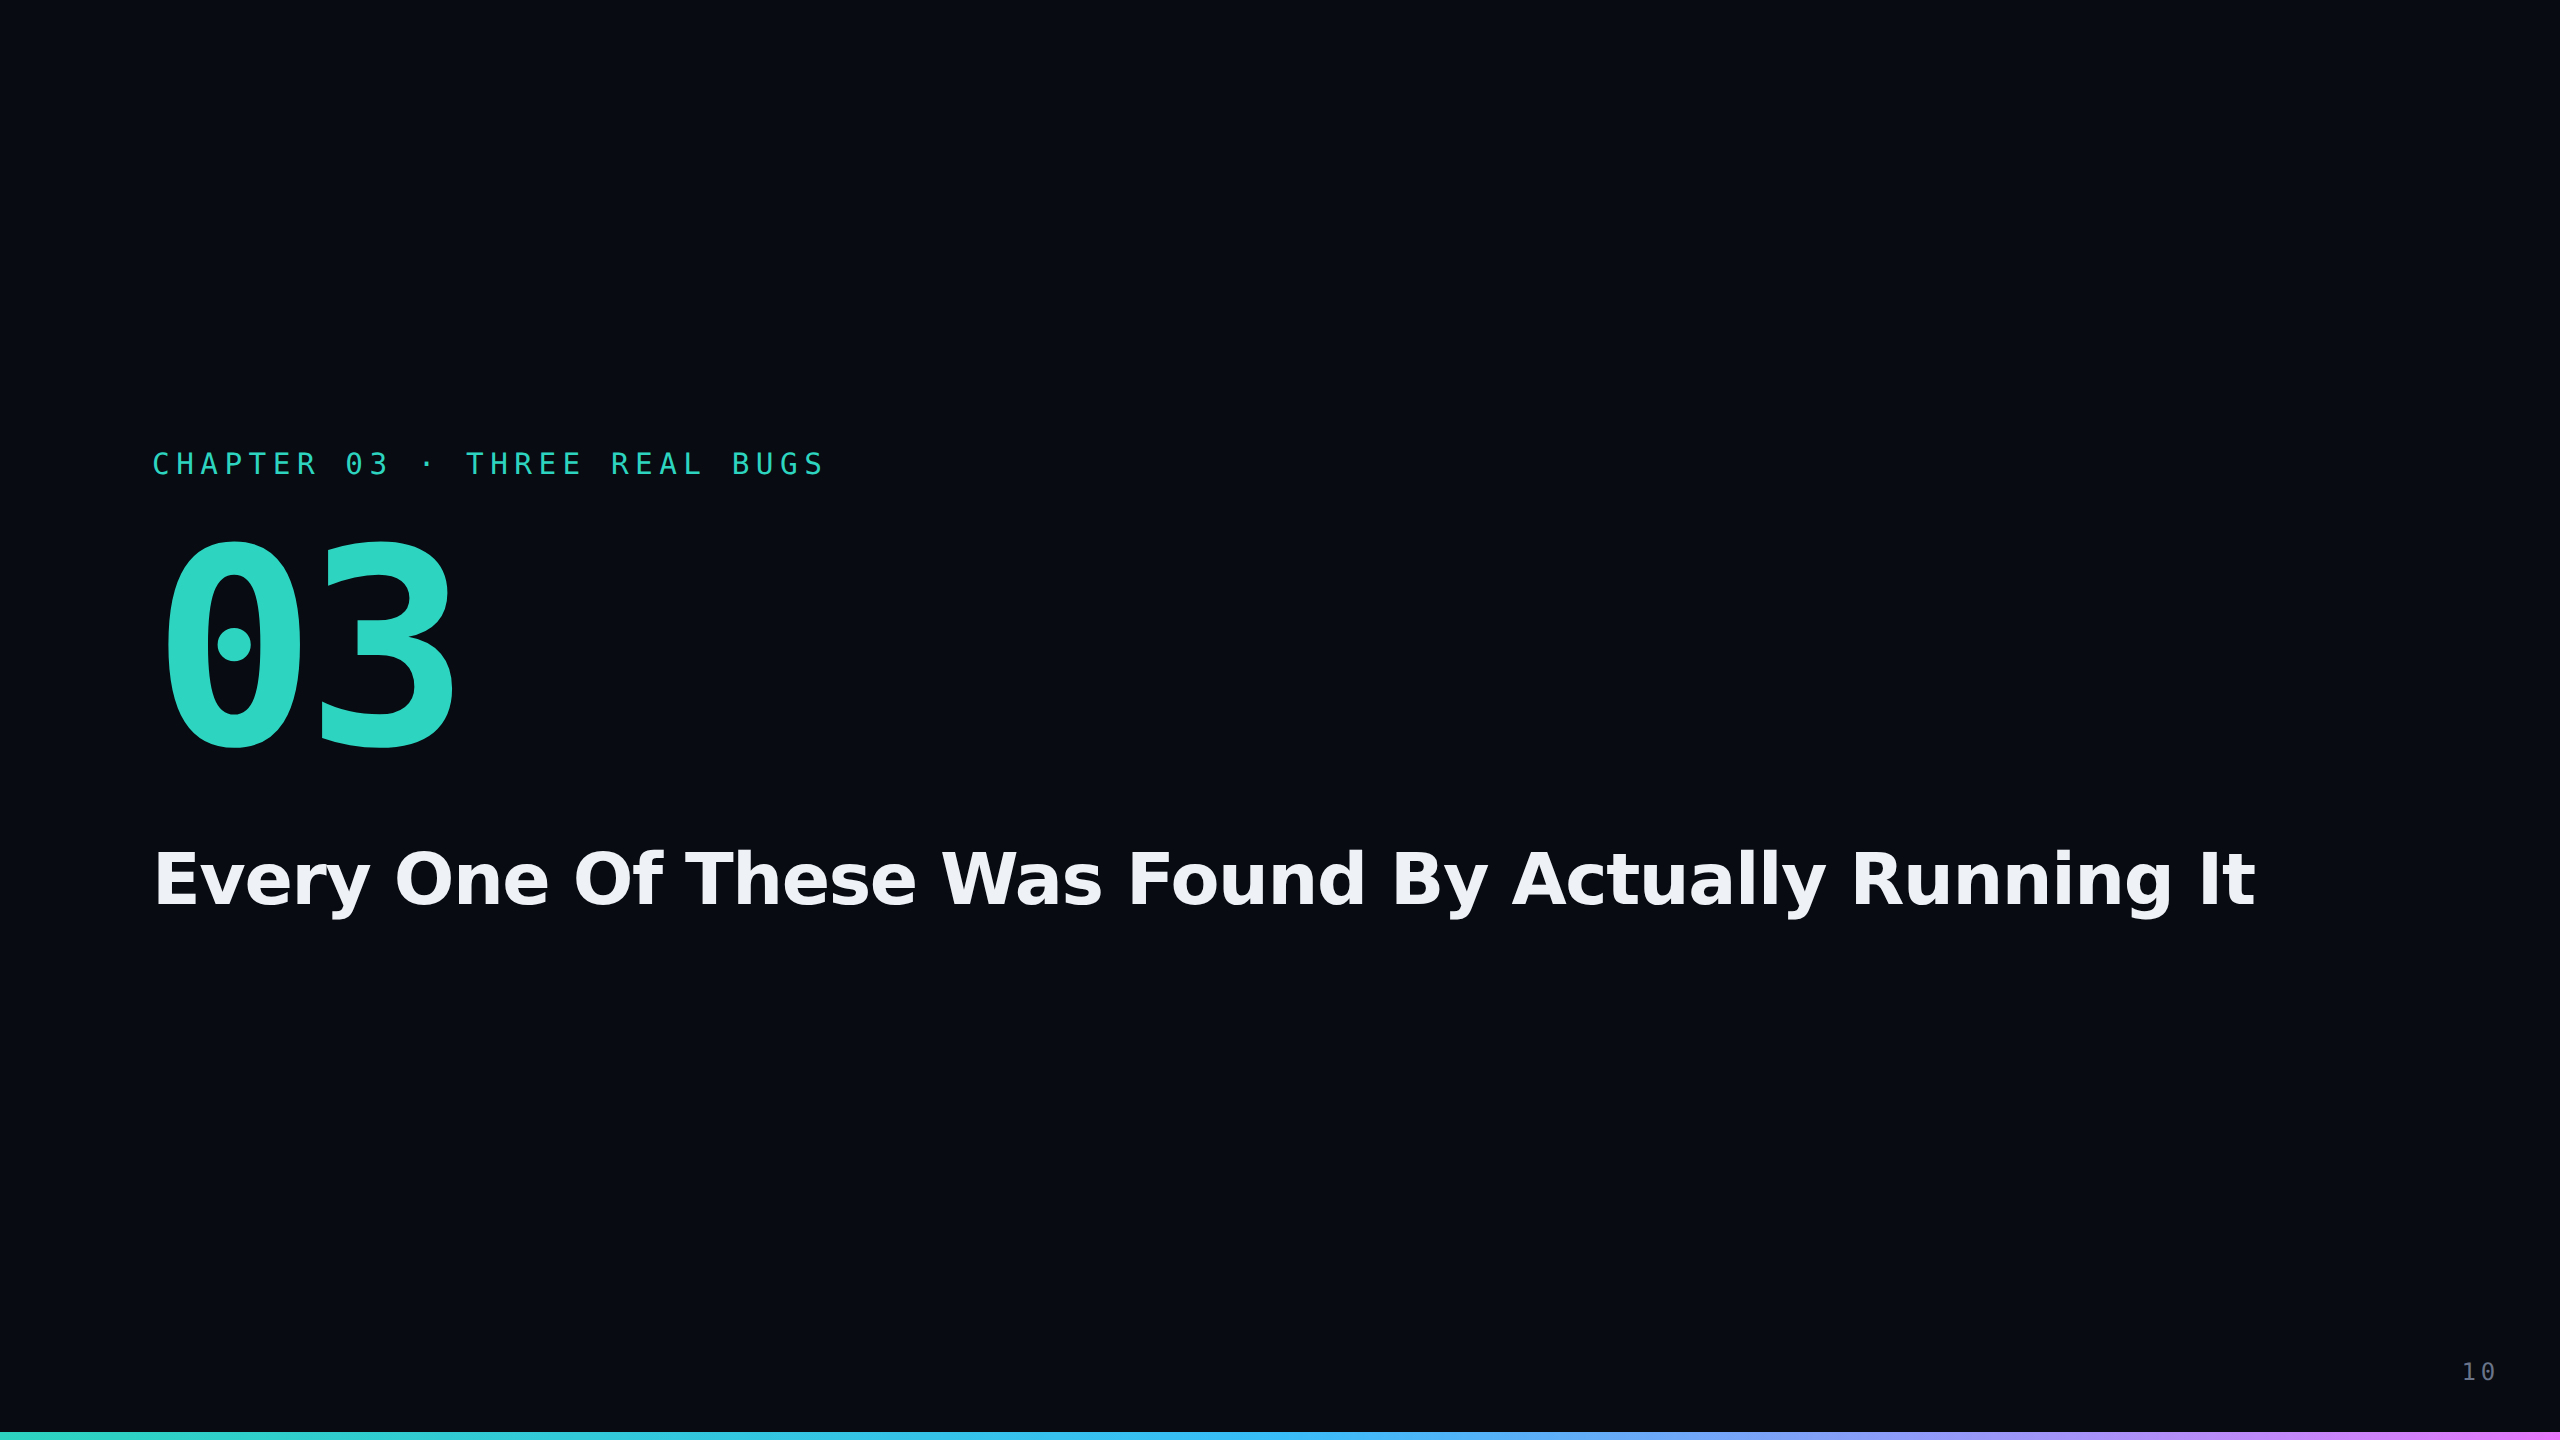 CHAPTER 03 · THREE REAL BUGS
03
Every One Of These Was Found By Actually Running It
10